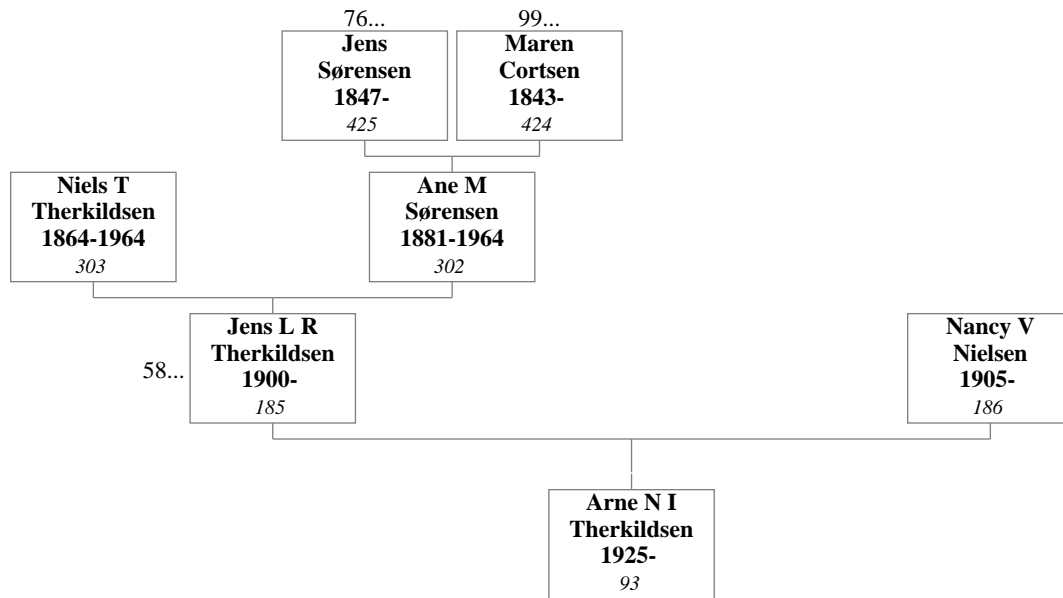 76...
99...
Jens
Sørensen
1847-
425
Maren
Cortsen
1843-
424
Niels T
Therkildsen
1864-1964
303
Ane M
Sørensen
1881-1964
302
58...
Jens L R
Therkildsen
1900-
185
Nancy V
Nielsen
1905-
186
Arne N I
Therkildsen
1925-
93